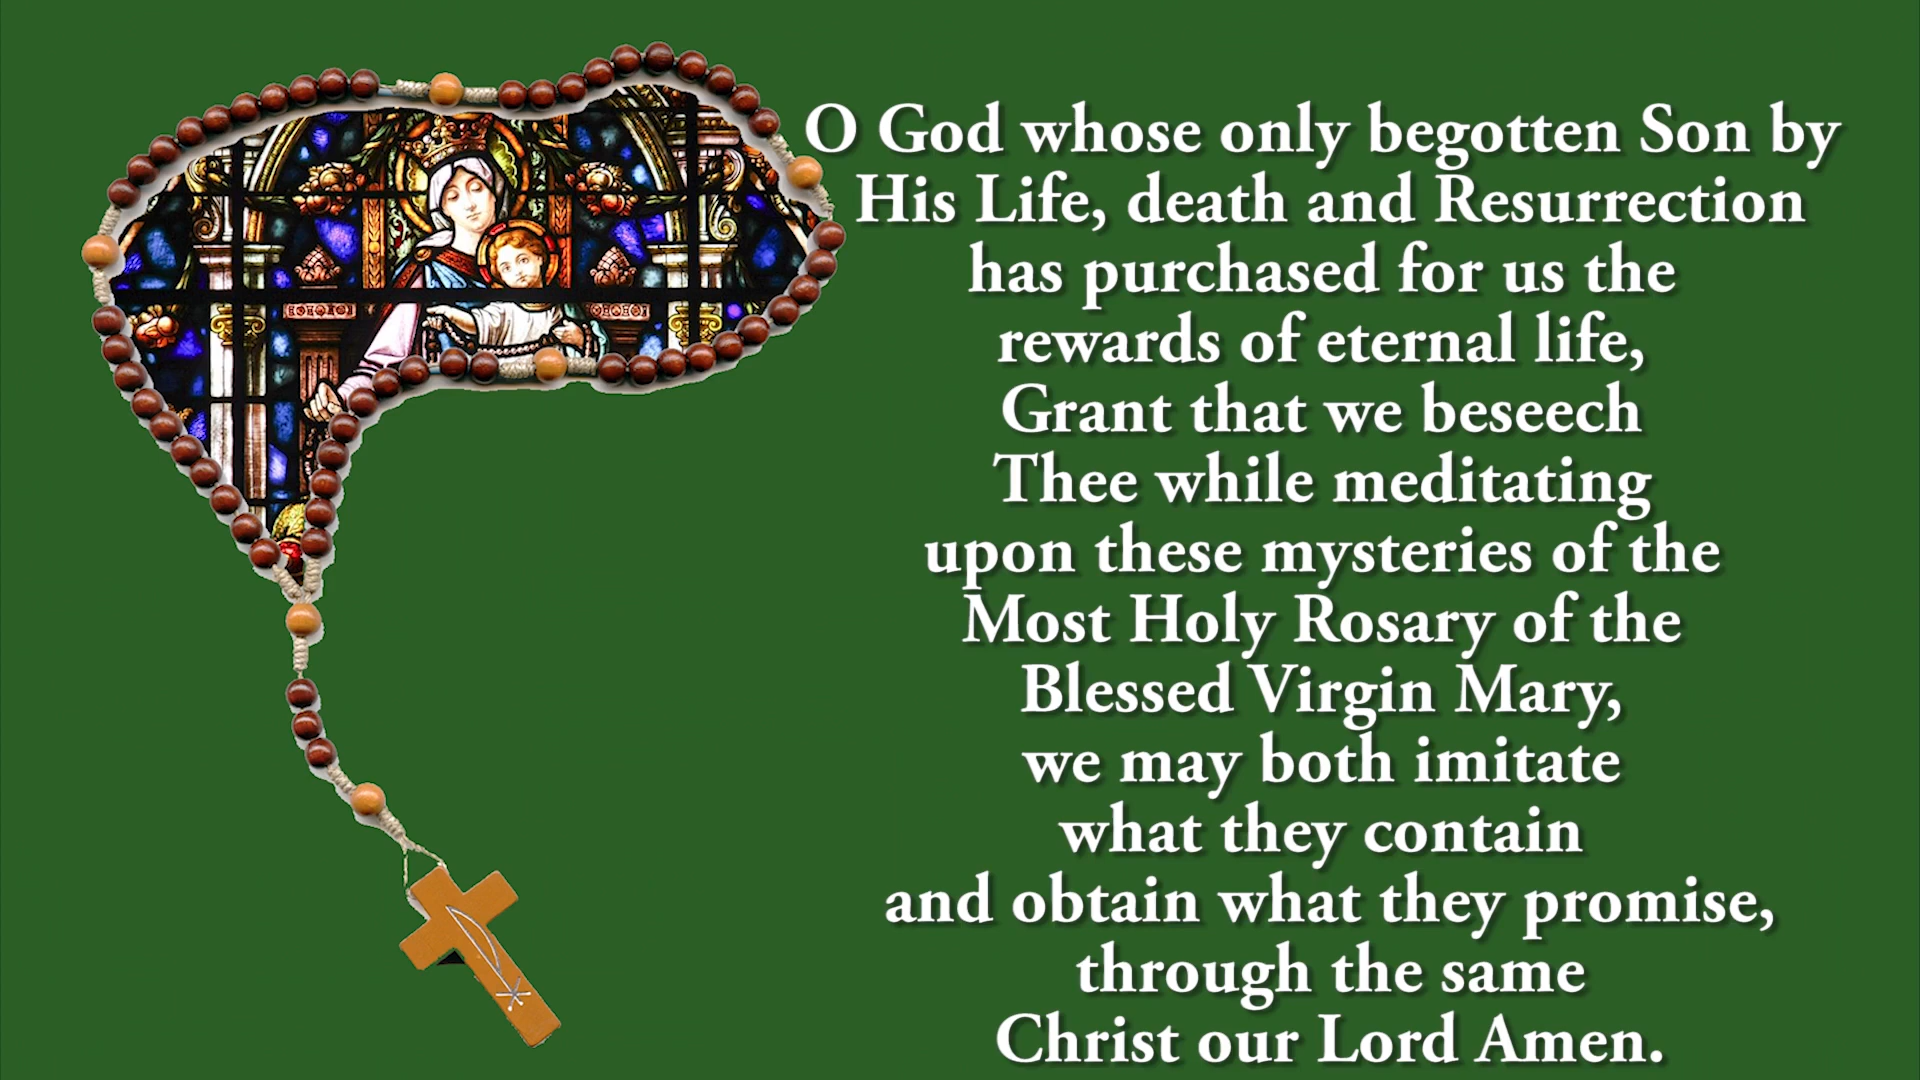 O God whose only begotten Son by
His Life, death and Resurrection
has purchased for us the
rewards of eternal life,
Grant that we beseech
Thee while meditating
upon these mysteries of the
Most Holy Rosary of the
Blessed Virgin Mary,
we may both imitate
what they contain
and obtain what they promise,
through the same
Christ our Lord Amen.